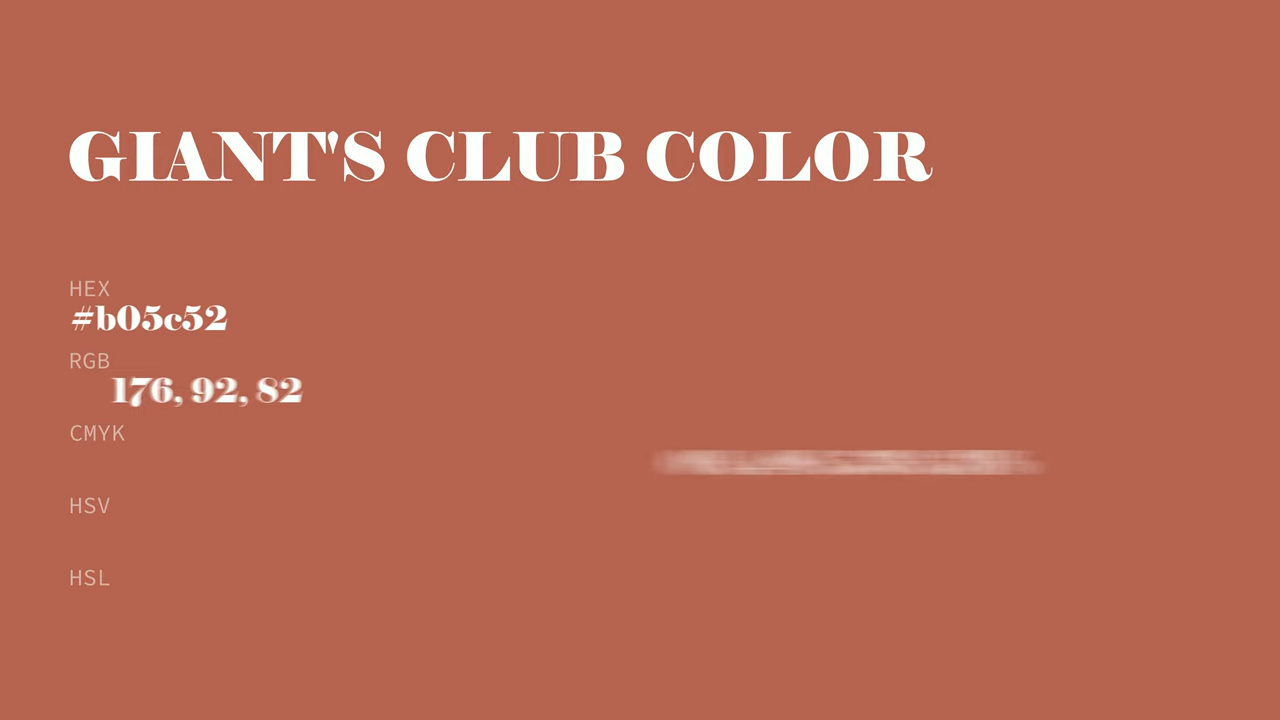 GIANT'S CLUB COLOR
HEX
#b05c52
RGB
176, 92, 82
CMYK
HSV
HSL